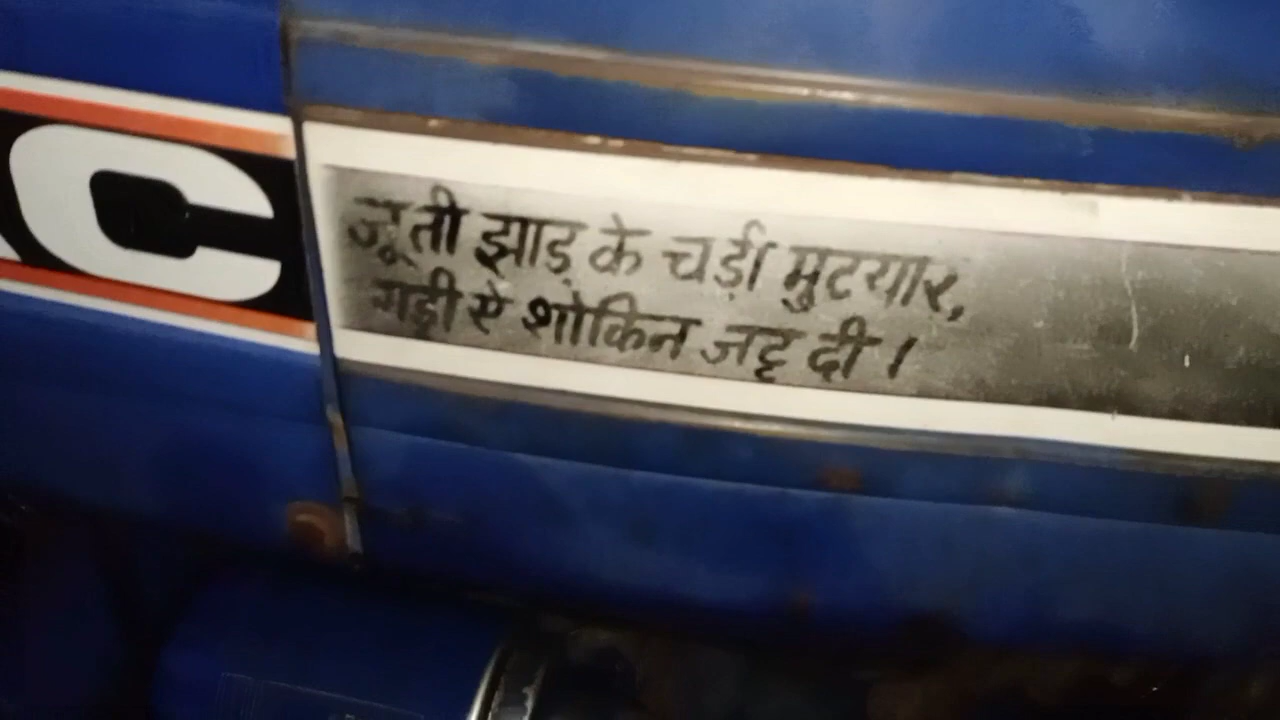 C
जूती झाड़ के चड़ी मुटयार,
गड्डी ऐ शोकिन जट्ट दी।